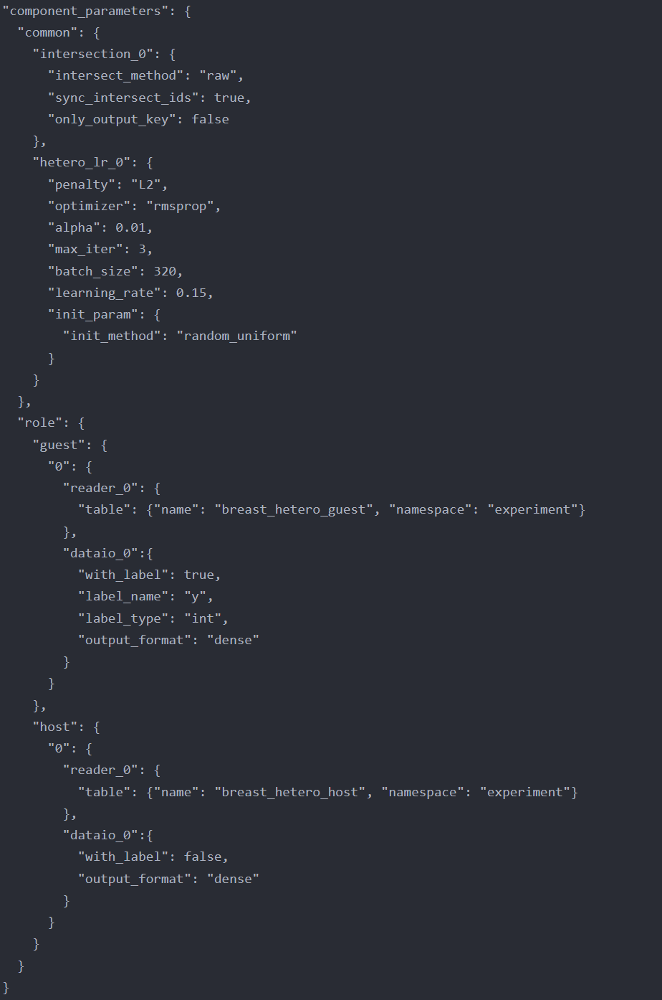 "component_parameters": {
  "common": {
    "intersection_0": {
      "intersect_method": "raw",
      "sync_intersect_ids": true,
      "only_output_key": false
    },
    "hetero_lr_0": {
      "penalty": "L2",
      "optimizer": "rmsprop",
      "alpha": 0.01,
      "max_iter": 3,
      "batch_size": 320,
      "learning_rate": 0.15,
      "init_param": {
        "init_method": "random_uniform"
      }
    }
  },
  "role": {
    "guest": {
      "0": {
        "reader_0": {
          "table": {"name": "breast_hetero_guest", "namespace": "experiment"}
        },
        "dataio_0":{
          "with_label": true,
          "label_name": "y",
          "label_type": "int",
          "output_format": "dense"
        }
      }
    },
    "host": {
      "0": {
        "reader_0": {
          "table": {"name": "breast_hetero_host", "namespace": "experiment"}
        },
        "dataio_0":{
          "with_label": false,
          "output_format": "dense"
        }
      }
    }
  }
}